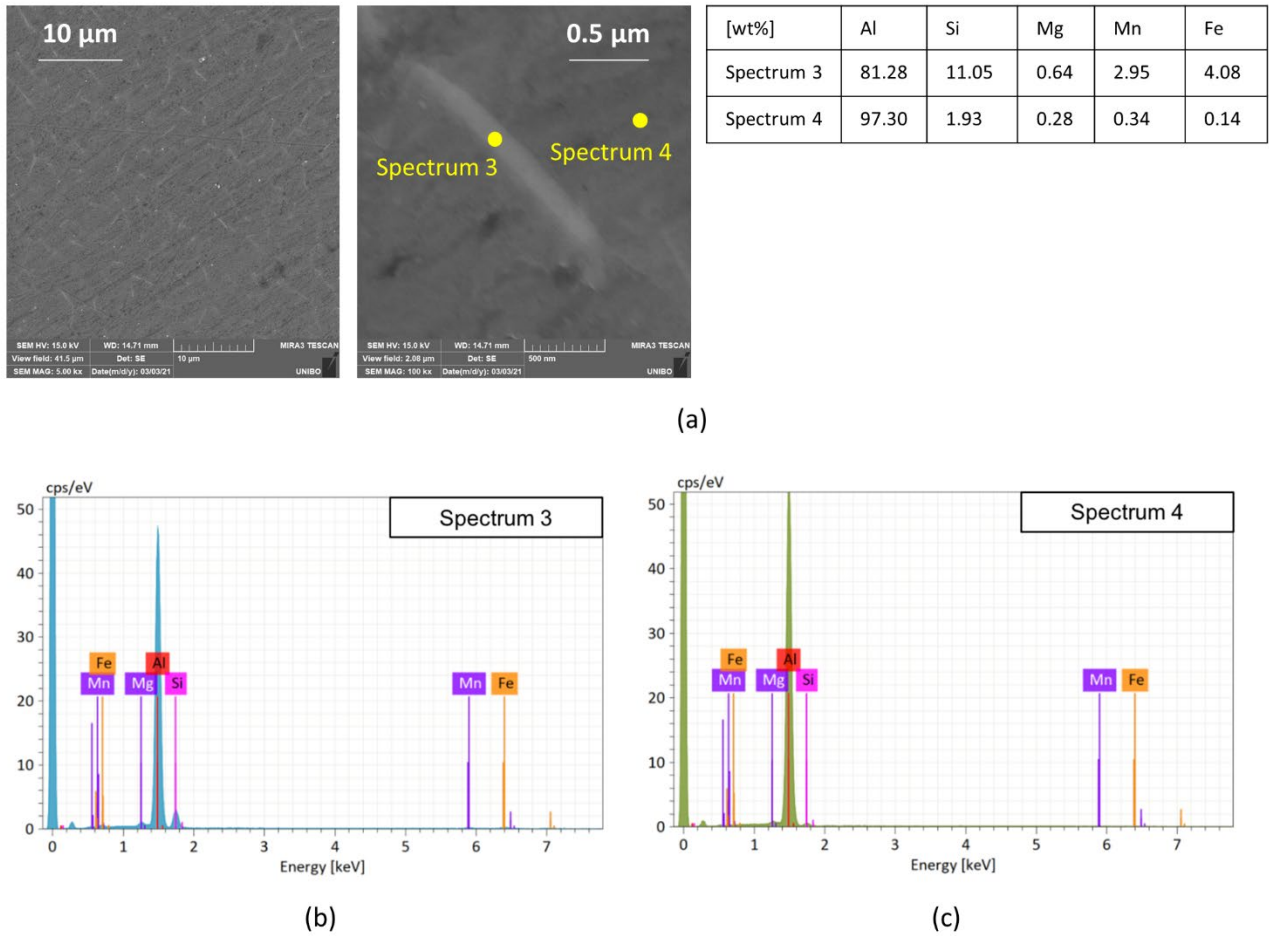 10 µm
SEM HV: 15.0 kV WD: 14.71 mm MIRA3 TESCAN
View field: 41.5 µm Det: SE 10 µm
SEM MAG: 5.00 kx Date(m/d/y): 03/03/21 UNIBO
0.5 µm
Spectrum 3
Spectrum 4
SEM HV: 15.0 kV WD: 14.71 mm MIRA3 TESCAN
View field: 2.08 µm Det: SE 500 nm
SEM MAG: 100 kx Date(m/d/y): 03/03/21 UNIBO
[wt%] Al Si Mg Mn Fe
Spectrum 3 81.28 11.05 0.64 2.95 4.08
Spectrum 4 97.30 1.93 0.28 0.34 0.14
(a)
cps/eV
Spectrum 3
50
40
30
20
10
0
Fe Al
Mn Mg Si Mn Fe
0 1 2 3 4 5 6 7
Energy [keV]
(b)
cps/eV
Spectrum 4
50
40
30
20
10
0
Fe Al
Mn Mg Si Mn Fe
0 1 2 3 4 5 6 7
Energy [keV]
(c)